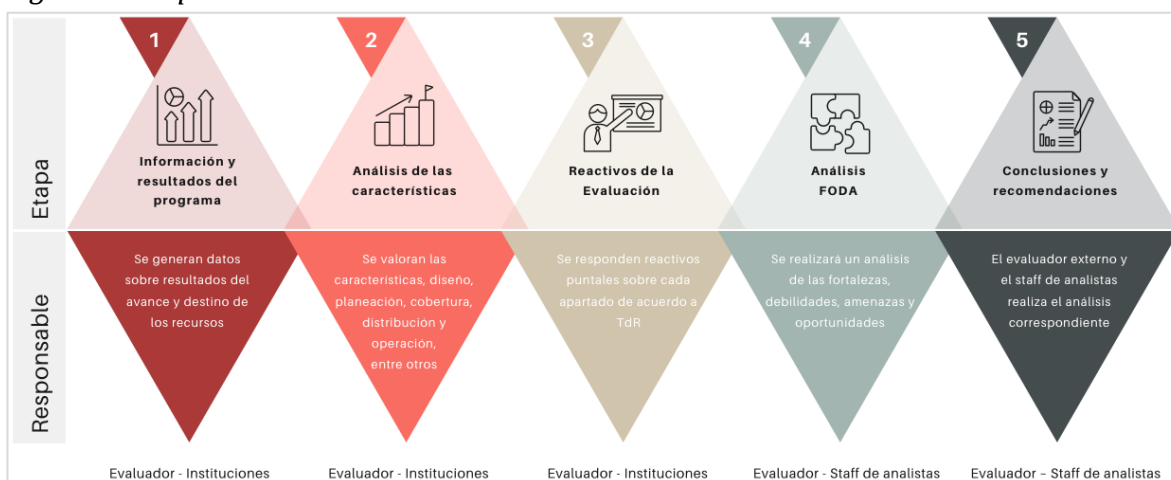 1
2
3
4
5
Etapa
Información y
resultados del
programa
Análisis de las
características
Reactivos de la
Evaluación
Análisis
FODA
Conclusiones y
recomendaciones
Responsable
Se generan datos
sobre resultados del
avance y destino de
los recursos
Se valoran las
características, diseño,
planeación, cobertura,
distribución y
operación,
entre otros
Se responden reactivos
puntales sobre cada
apartado de acuerdo a
TdR
Se realizará un análisis
de las fortalezas,
debilidades, amenazas y
oportunidades
El evaluador externo y
el staff de analistas
realiza el análisis
correspondiente
Evaluador - Instituciones
Evaluador - Instituciones
Evaluador - Instituciones
Evaluador - Staff de analistas
Evaluador – Staff de analistas